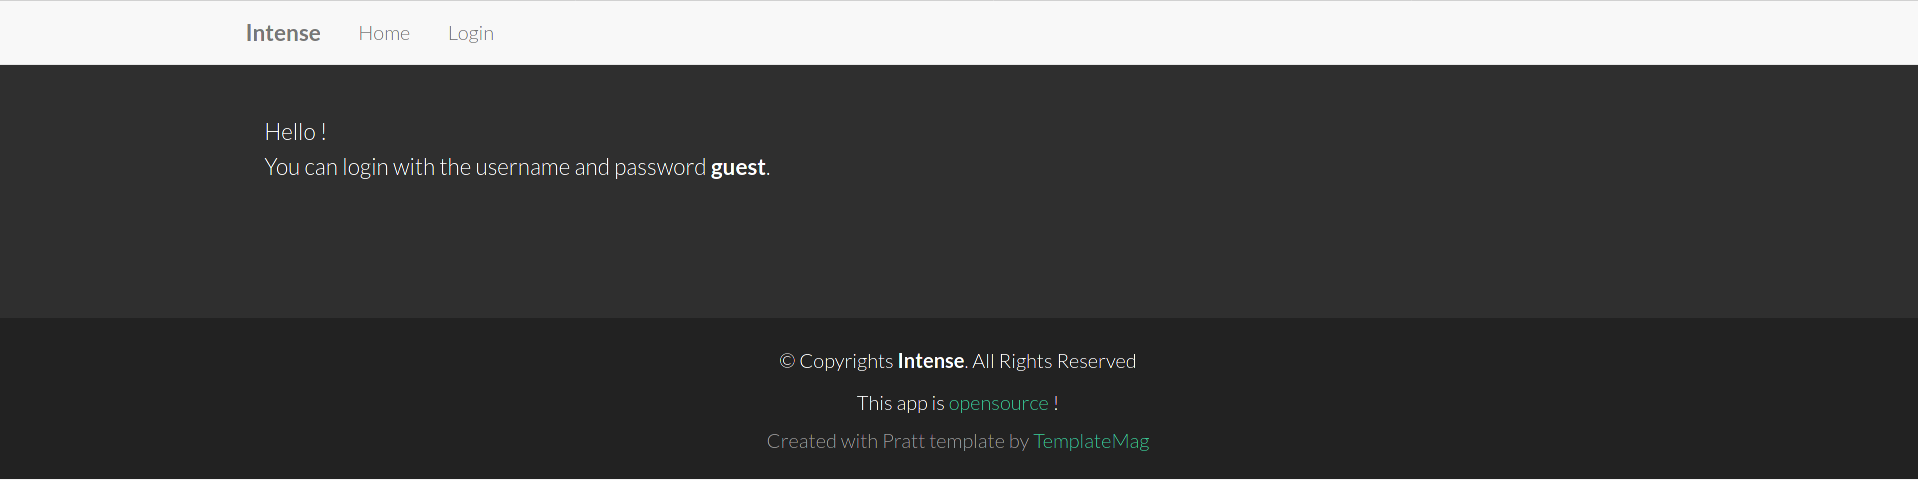 Intense Home Login
Hello !
You can login with the username and password guest.
© Copyrights Intense. All Rights Reserved
This app is opensource !
Created with Pratt template by TemplateMag